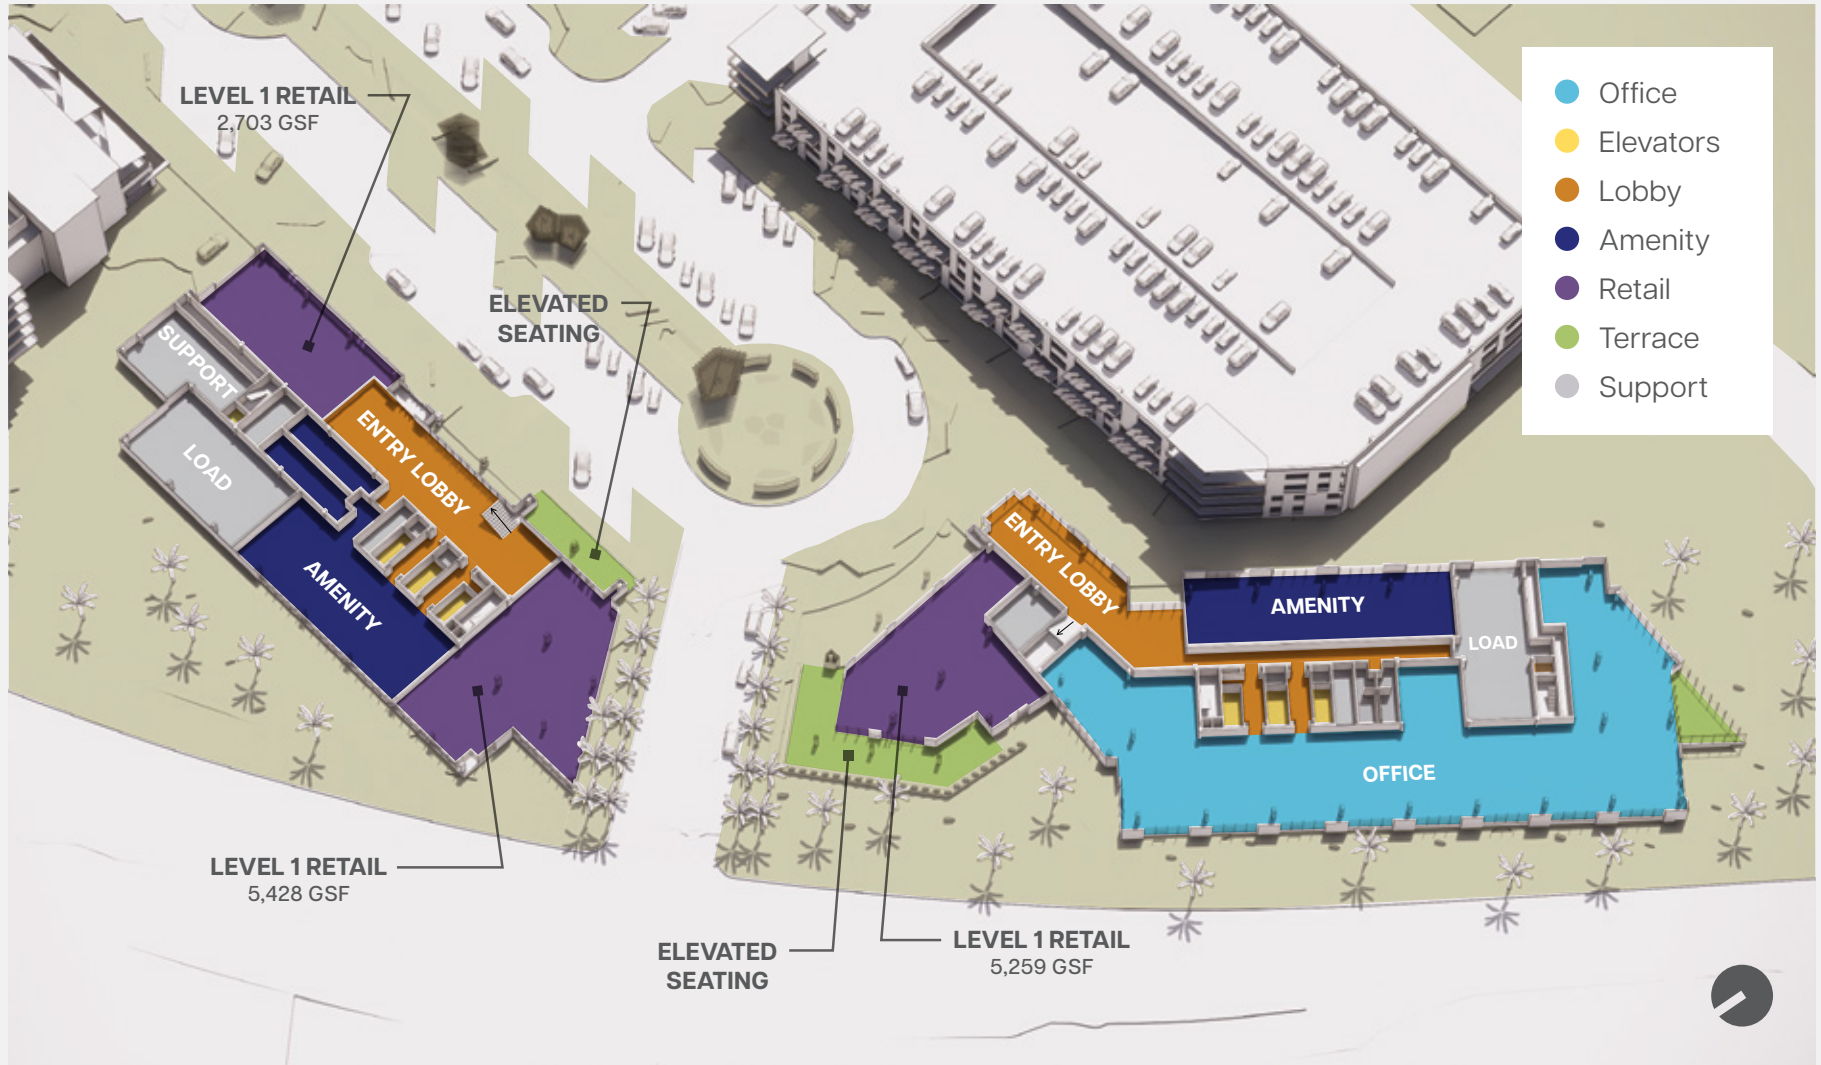 LEVEL 1 RETAIL
2,703 GSF
ELEVATED
SEATING
SUPPORT
LOAD
ENTRY LOBBY
AMENITY
LEVEL 1 RETAIL
5,428 GSF
ENTRY LOBBY
AMENITY
LOAD
OFFICE
ELEVATED
SEATING
LEVEL 1 RETAIL
5,259 GSF
Office
Elevators
Lobby
Amenity
Retail
Terrace
Support